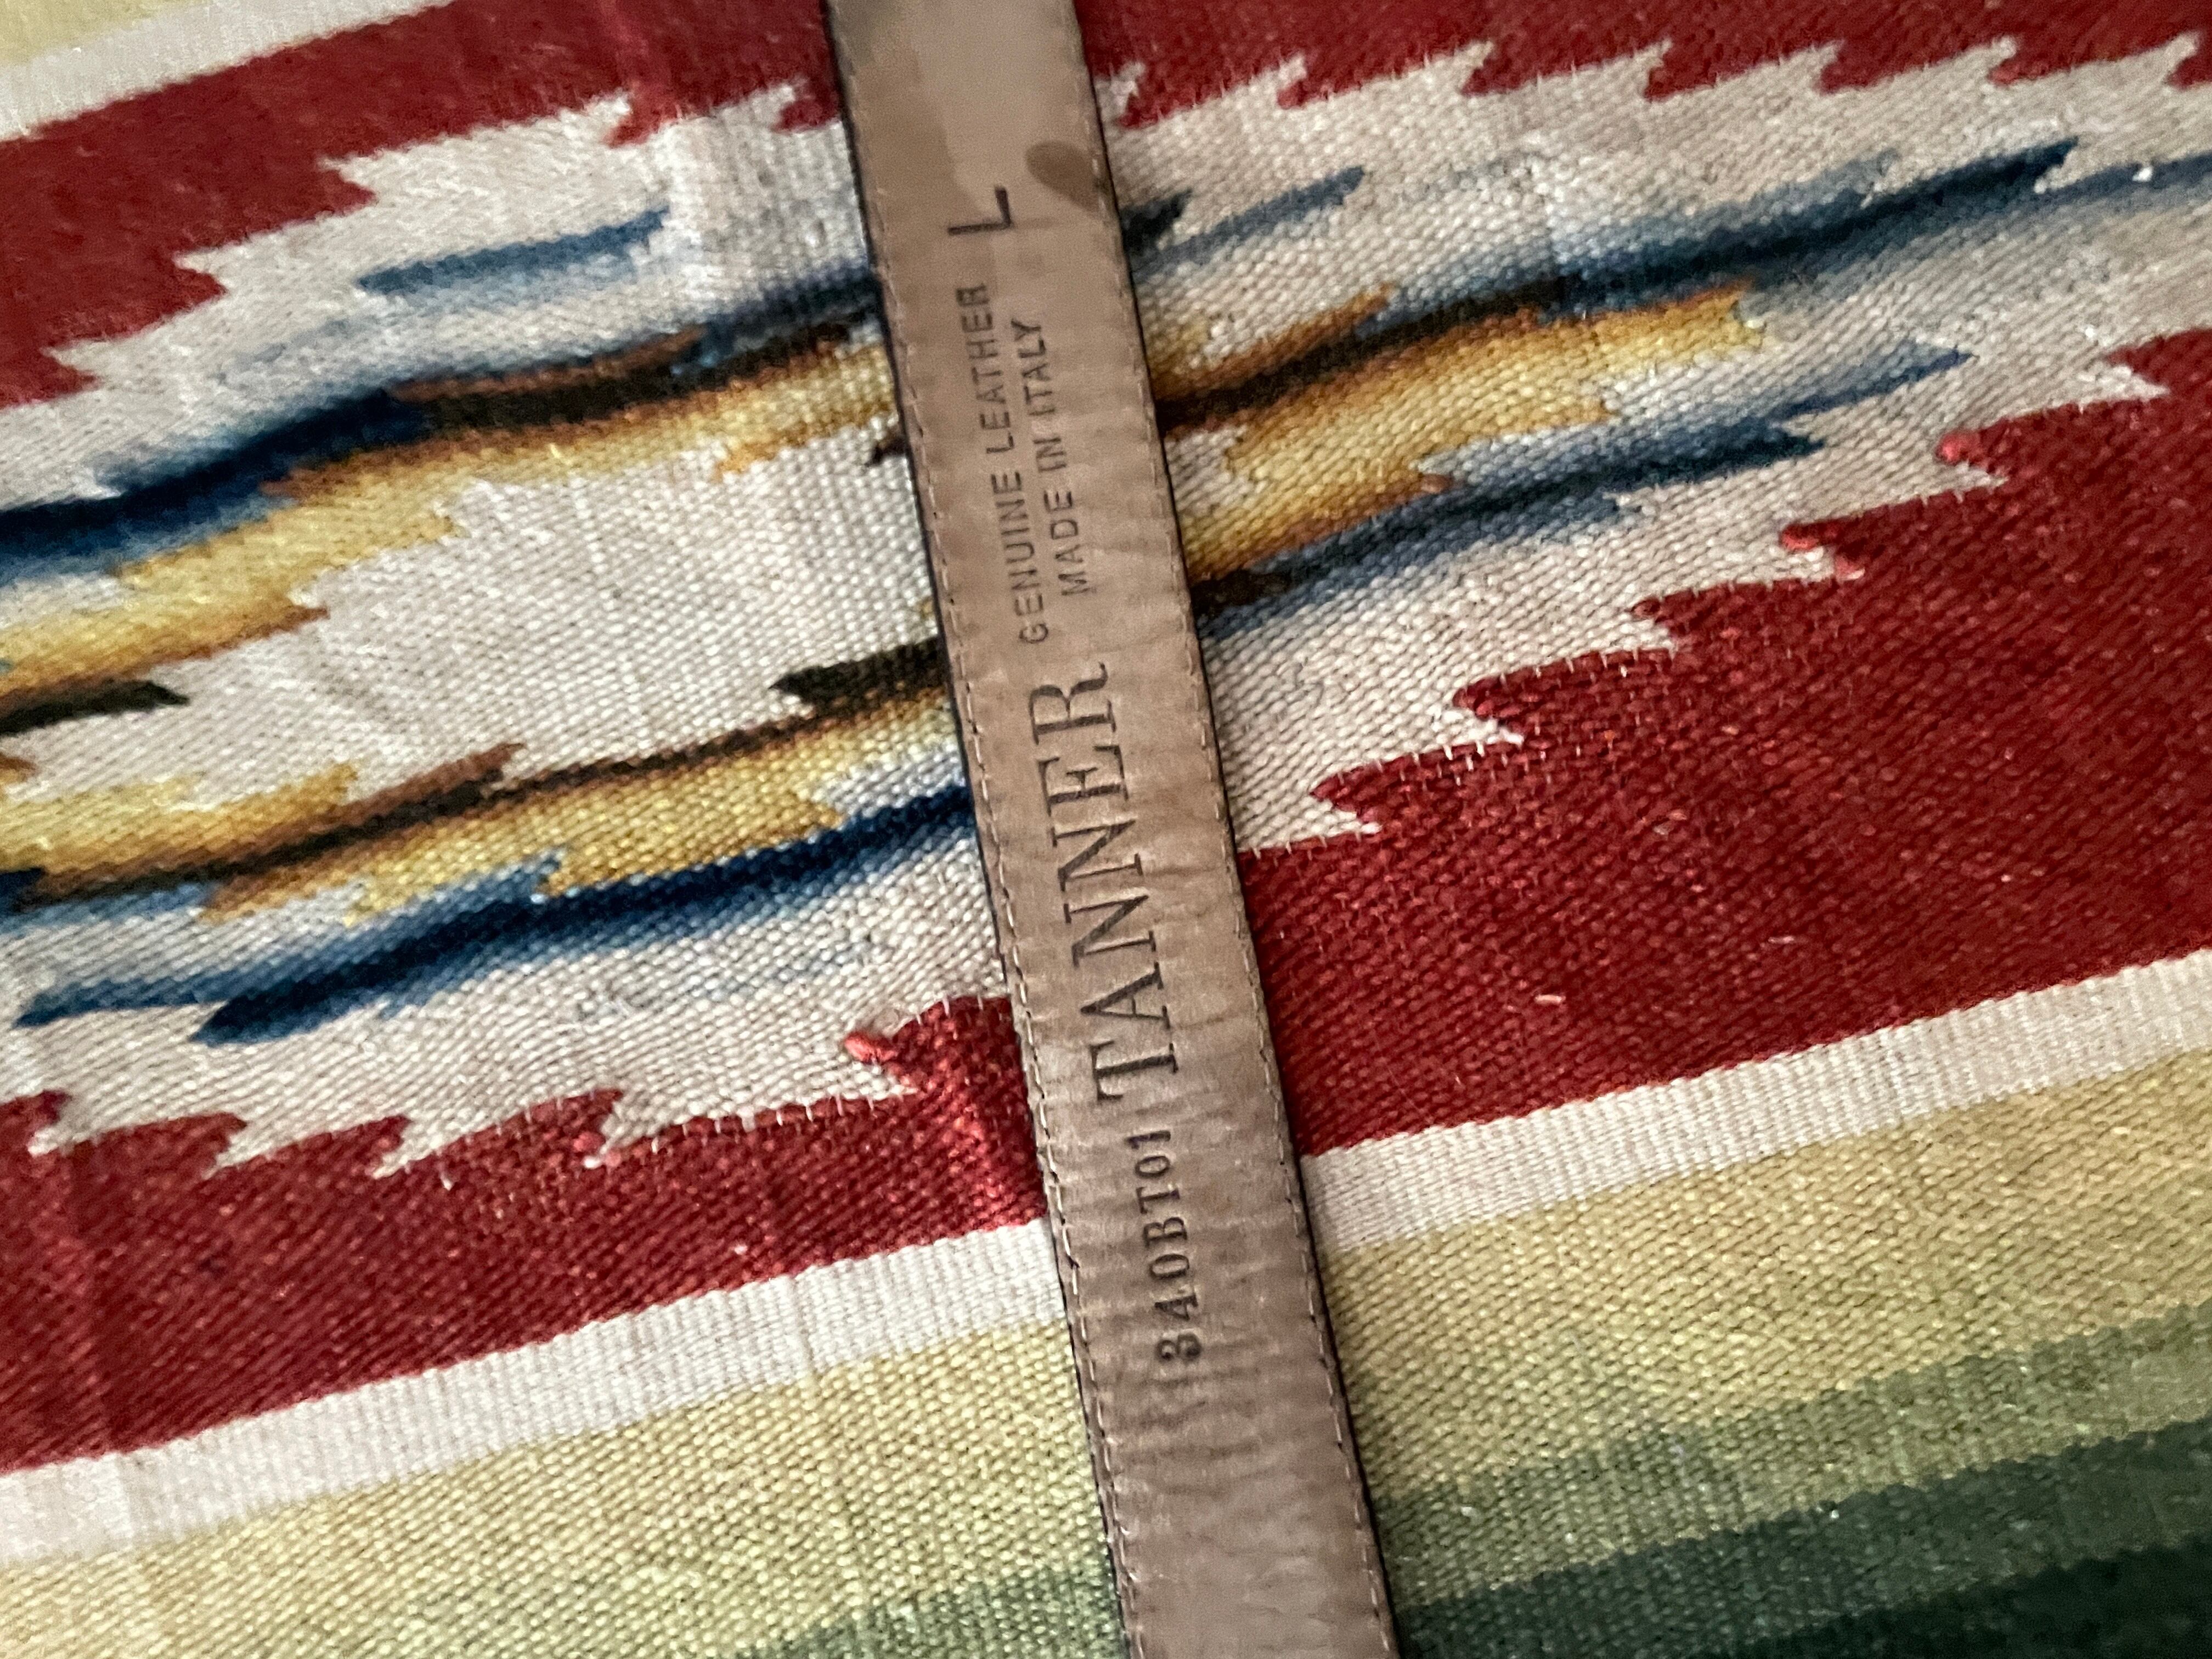 340BT01 TANNER
GENUINE LEATHER
MADE IN ITALY
L